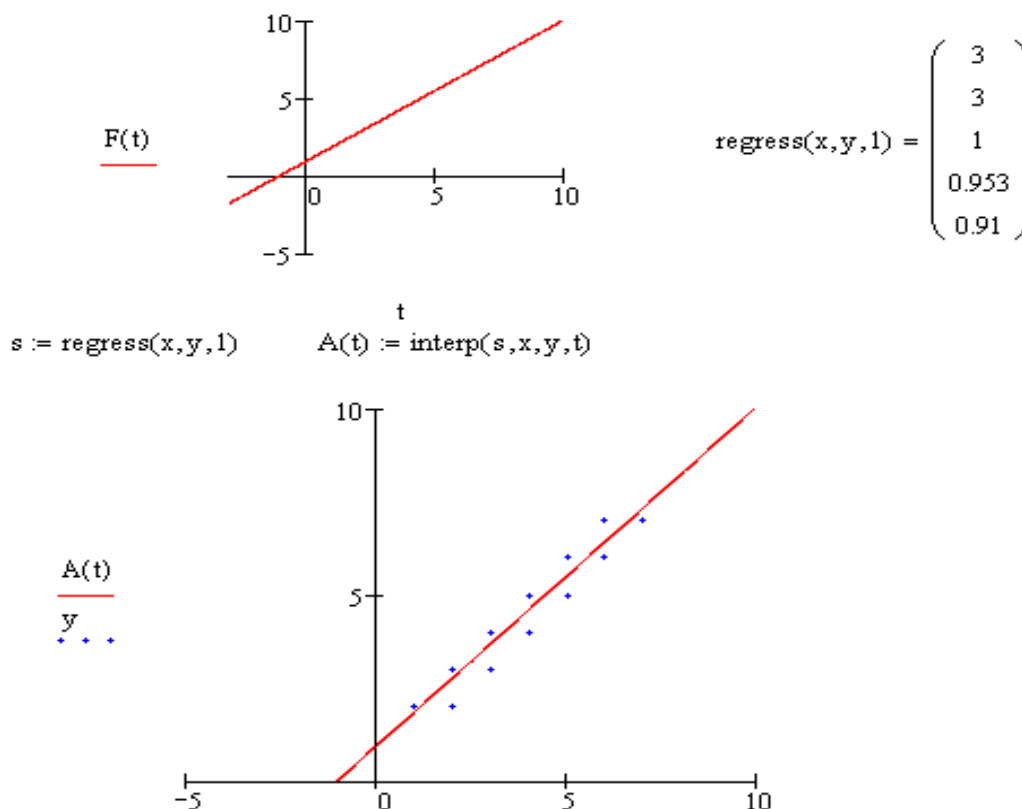 10
5
F(t)
regress(x,y,1) =
3
3
1
0.953
0.91
0
5
10
−5
t
s := regress(x,y,1)
A(t) := interp(s,x,y,t)
10
A(t)
5
y
−5
0
5
10